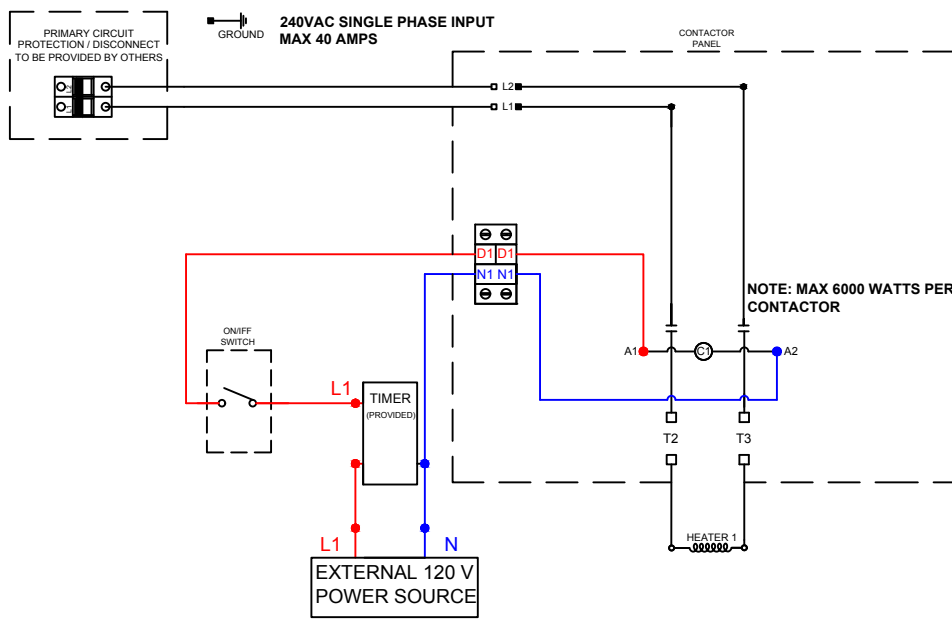 240VAC SINGLE PHASE INPUT
MAX 40 AMPS
GROUND
PRIMARY CIRCUIT
PROTECTION / DISCONNECT
TO BE PROVIDED BY OTHERS
L2
L1
CONTACTOR
PANEL
L2
L1
D1 D1
N1 N1
NOTE: MAX 6000 WATTS PER
CONTACTOR
A1
C1
A2
ON/IFF
SWITCH
L1
TIMER
(PROVIDED)
T2
T3
HEATER 1
L1
N
EXTERNAL 120 V
POWER SOURCE